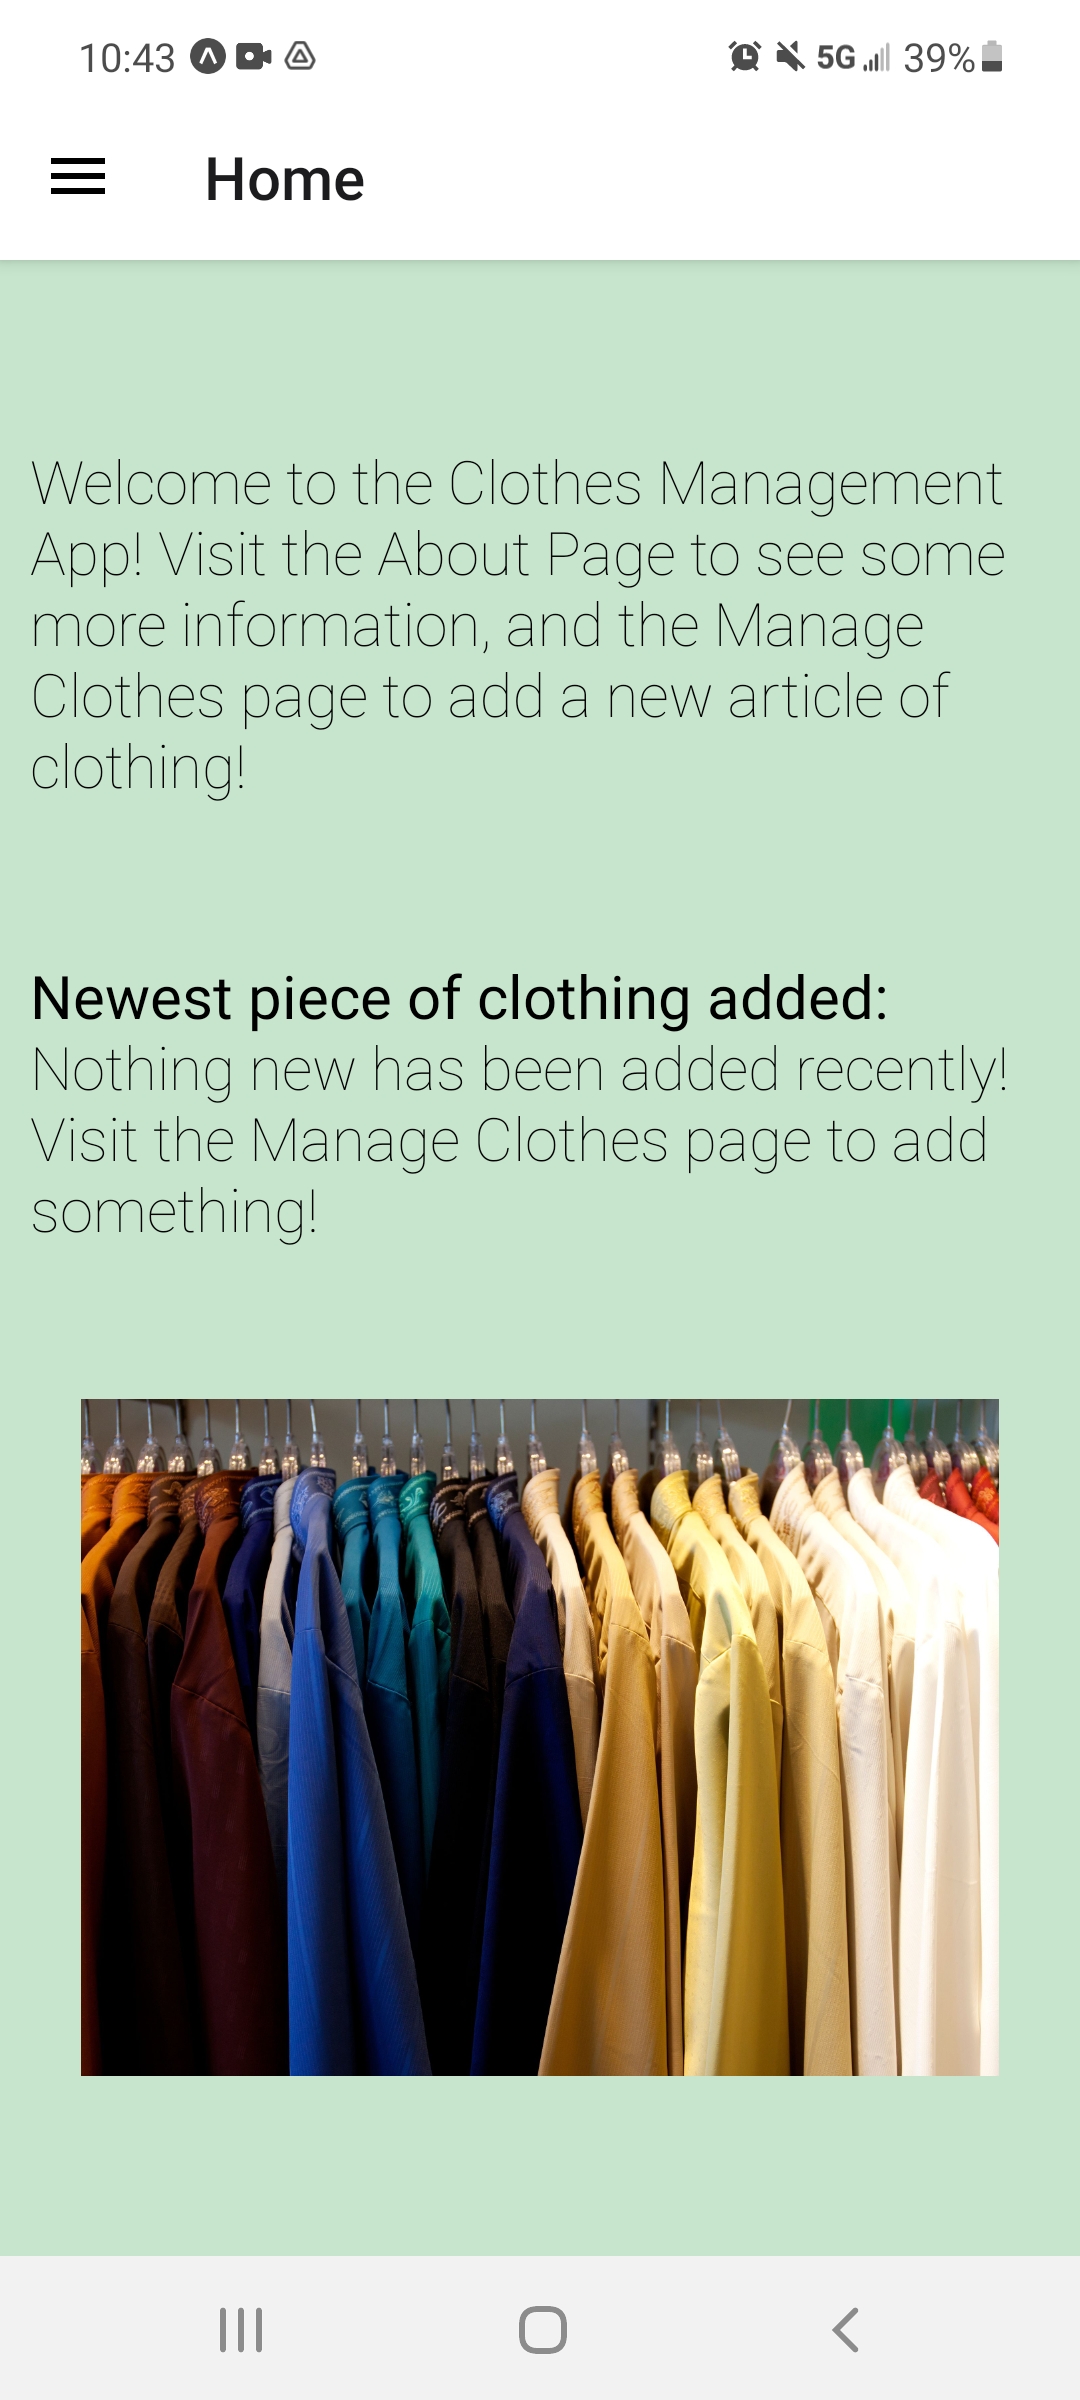 10:43
5G 39%
Home
Welcome to the Clothes Management
App! Visit the About Page to see some
more information, and the Manage
Clothes page to add a new article of
clothing!
Newest piece of clothing added:
Nothing new has been added recently!
Visit the Manage Clothes page to add
something!